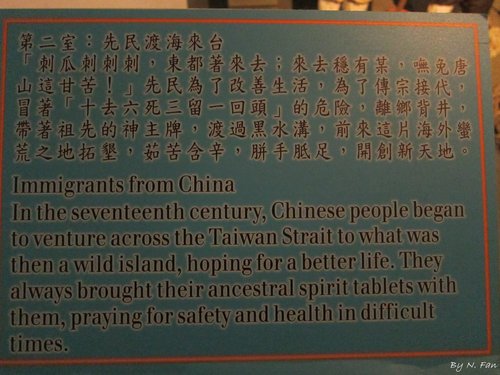 第二室：先民渡海來台
「刺瓜刺刺刺，東都著來去；來去穩有某，嘸免唐
山這甘苦！」先民為了改善生活，為了傳宗接代，
冒著「十去六死三留一回頭」的危險，離鄉背井，
帶著祖先的神主牌，渡過黑水溝，前來這片海外蠻
荒之地拓墾，茹苦含辛，胼手胝足，開創新天地。
Immigrants from China
In the seventeenth century, Chinese people began
to venture across the Taiwan Strait to what was
then a wild island, hoping for a better life. They
always brought their ancestral spirit tablets with
them, praying for safety and health in difficult
times.
By N. Fan